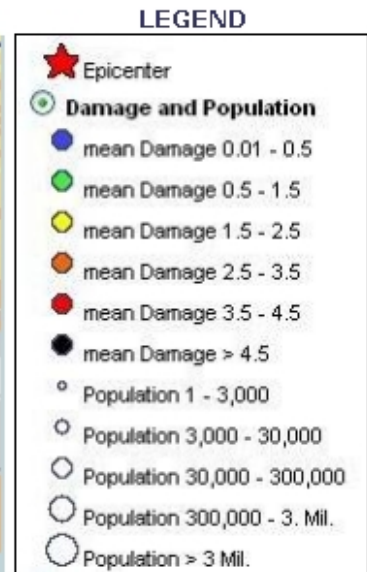 LEGEND
Epicenter
Damage and Population
mean Damage 0.01 - 0.5
mean Damage 0.5 - 1.5
mean Damage 1.5 - 2.5
mean Damage 2.5 - 3.5
mean Damage 3.5 - 4.5
mean Damage > 4.5
Population 1 - 3,000
Population 3,000 - 30,000
Population 30,000 - 300,000
Population 300,000 - 3. Mil.
Population > 3 Mil.